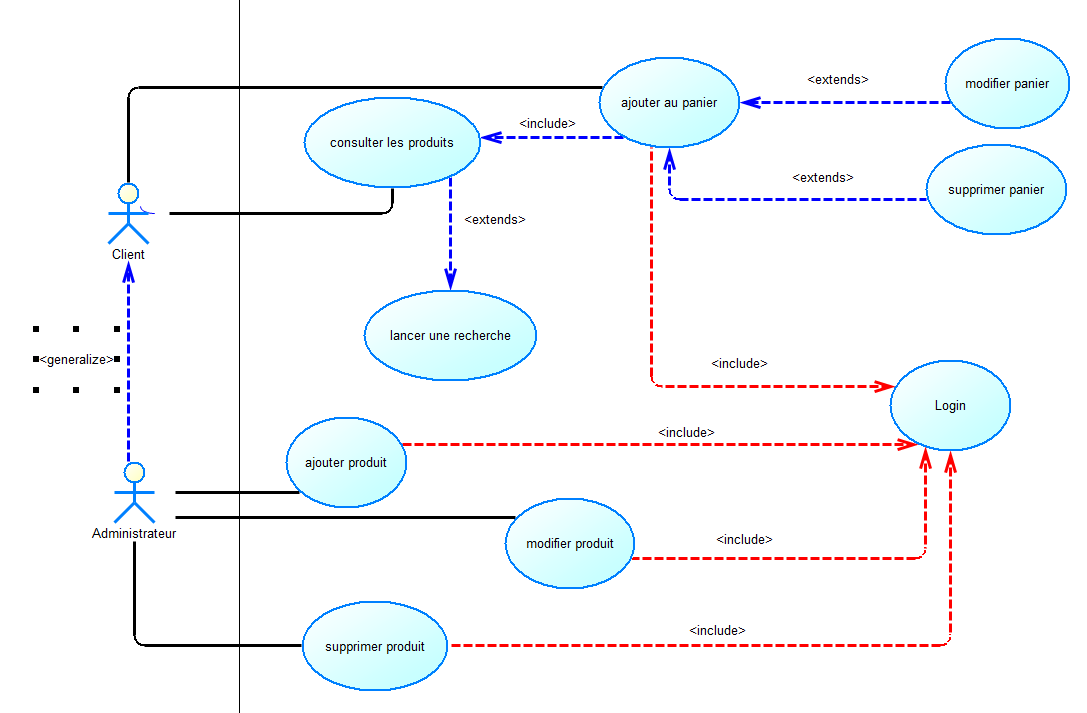 <extends>
modifier panier
ajouter au panier
<include>
consulter les produits
<extends>
supprimer panier
<extends>
Client
lancer une recherche
<generalize>
<include>
Login
<include>
ajouter produit
Administrateur
modifier produit
<include>
<include>
supprimer produit